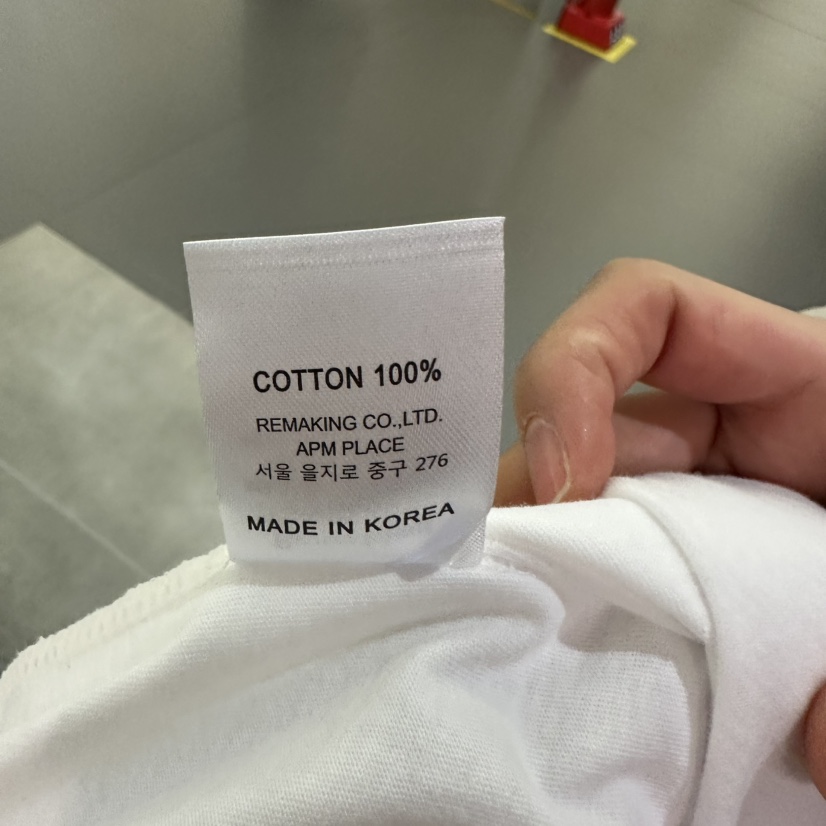 COTTON 100%
REMAKING CO.,LTD.
APM PLACE
서울 을지로 중구 276
MADE IN KOREA